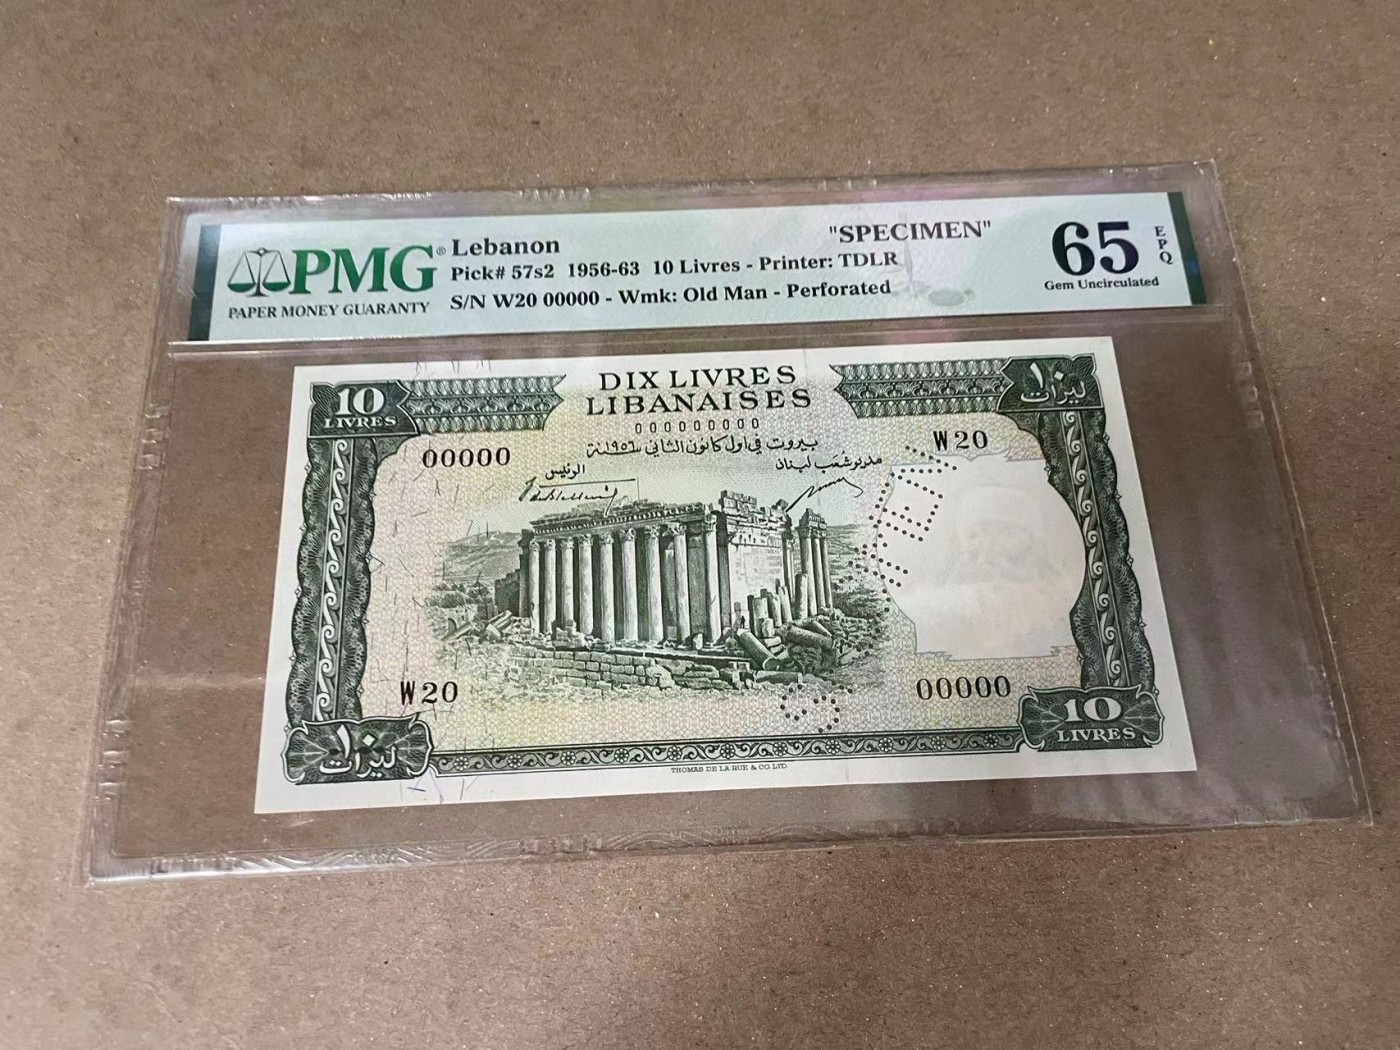 PMG®
PAPER MONEY GUARANTY
Lebanon
"SPECIMEN"
Pick# 57s2 1956-63 10 Livres - Printer: TDLR
S/N W20 00000 - Wmk: Old Man - Perforated
65
EPQ
Gem Uncirculated
10
LIVRES
DIX LIVRES
LIBANAISES
١٠
ليرات
000000000
بيروت في اول كانون الثاني سنة ١٩٥٦
00000
W20
الرئيس
مدير
لبنان
W20
00000
١٠
ليرات
10
LIVRES
THOMAS DE LA RUE & CO. LTD.